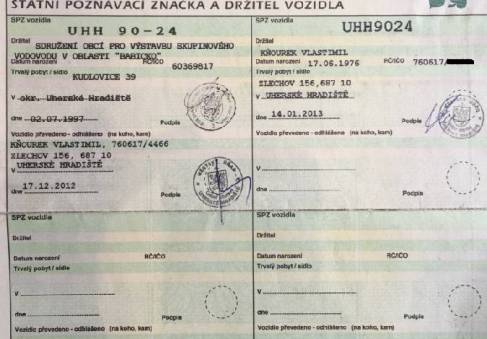 STÁTNÍ POZNÁVACÍ ZNAČKA A DRŽITEL VOZIDLA
SPZ vozidla
UHH 90-24
Držitel
SDRUŽENÍ OBCÍ PRO VÝSTAVBU SKUPINOVÉHO
VODOVODU V OBLASTI "BABICKO"
Datum narození RČ/IČO 60369817
Trvalý pobyt / sídlo
KUDLOVICE 39
V okr. Uherské Hradiště
dne 02.07.1997 Podpis
Vozidlo převedeno - odhlášeno (na koho, kam)
KŇOUREK VLASTIMIL, 760617/4466
ZLECHOV 156, 687 10
V UHERSKÉ HRADIŠTĚ
dne 17.12.2012 Podpis
SPZ vozidla
UHH9024
Držitel
KŇOUREK VLASTIMIL
Datum narození 17.06.1976 RČ/IČO 760617/
Trvalý pobyt / sídlo
ZLECHOV 156,687 10
V UHERSKÉ HRADIŠTĚ
dne 14.01.2013 Podpis
Vozidlo převedeno - odhlášeno (na koho, kam)
V
dne Podpis
SPZ vozidla
Držitel
Datum narození RČ/IČO
Trvalý pobyt / sídlo
V
dne Podpis
Vozidlo převedeno - odhlášeno (na koho, kam)
SPZ vozidla
Držitel
Datum narození RČ/IČO
Trvalý pobyt / sídlo
V
dne Podpis
Vozidlo převedeno - odhlášeno (na koho, kam)